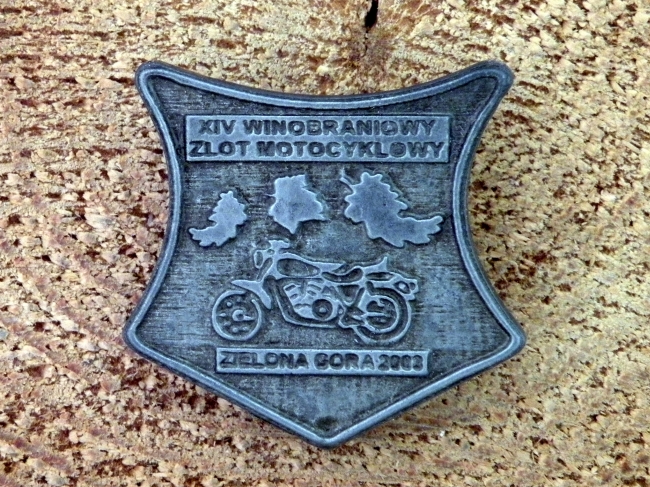 XIV WINOBRANIOWY
ZLOT MOTOCYKLOWY
ZIELONA GORA 2003